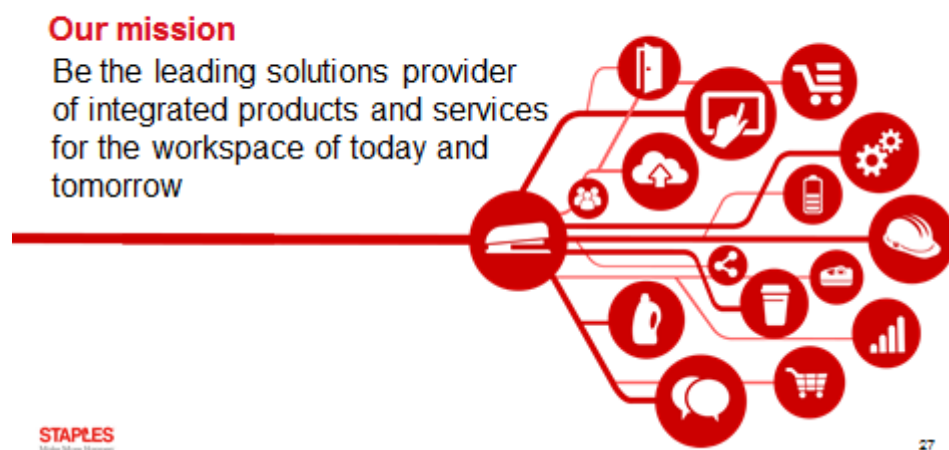 Our mission
Be the leading solutions provider
of integrated products and services
for the workspace of today and
tomorrow
STAPLES
27